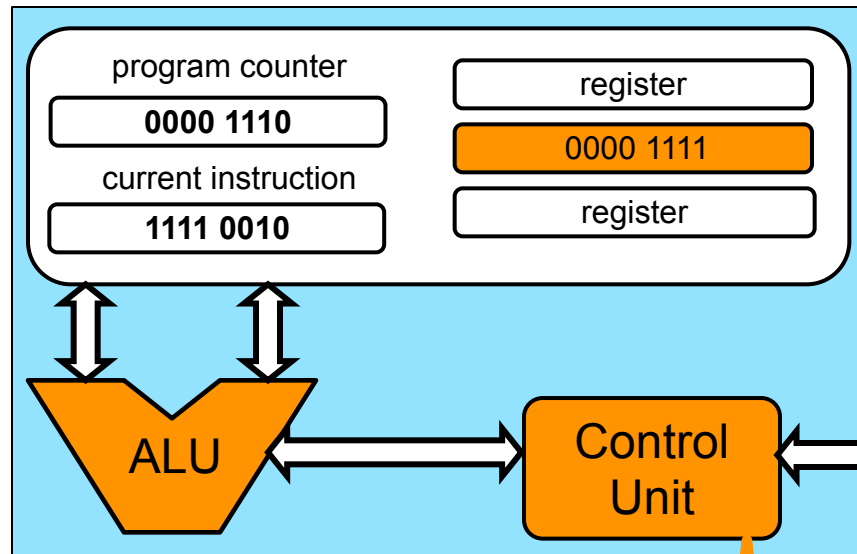 program counter
0000 1110
current instruction
1111 0010
register
0000 1111
register
ALU
Control
Unit